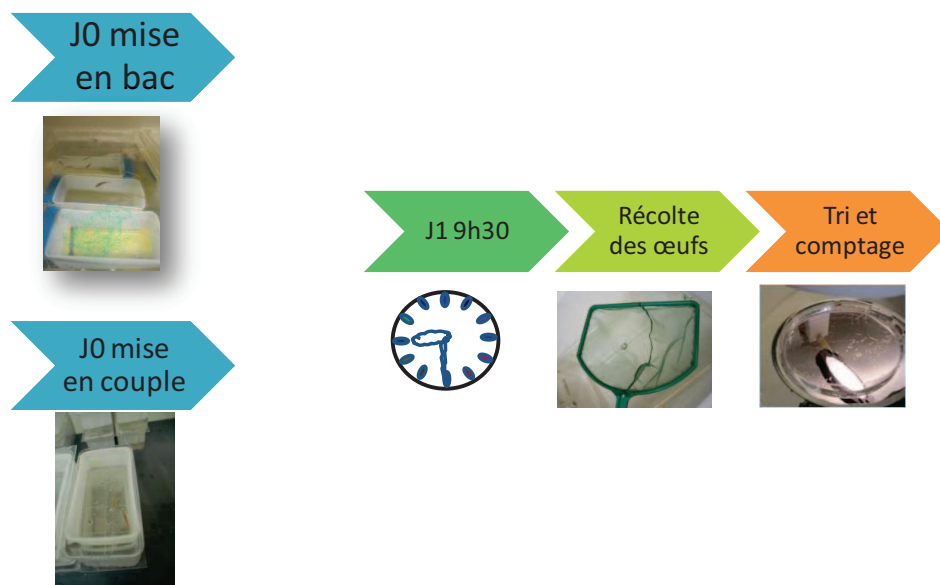 J0 mise
en bac
J1 9h30
Récolte
des œufs
Tri et
comptage
J0 mise
en couple